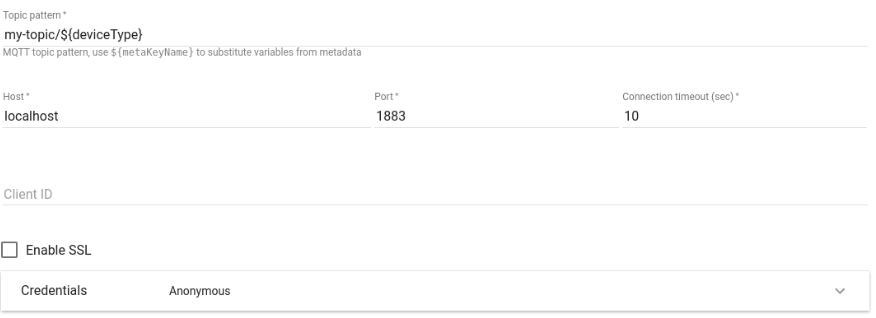 Topic pattern *
my-topic/${deviceType}
MQTT topic pattern, use ${metaKeyName} to substitute variables from metadata
Host * Port * Connection timeout (sec) *
localhost 1883 10
Client ID
Enable SSL
Credentials Anonymous